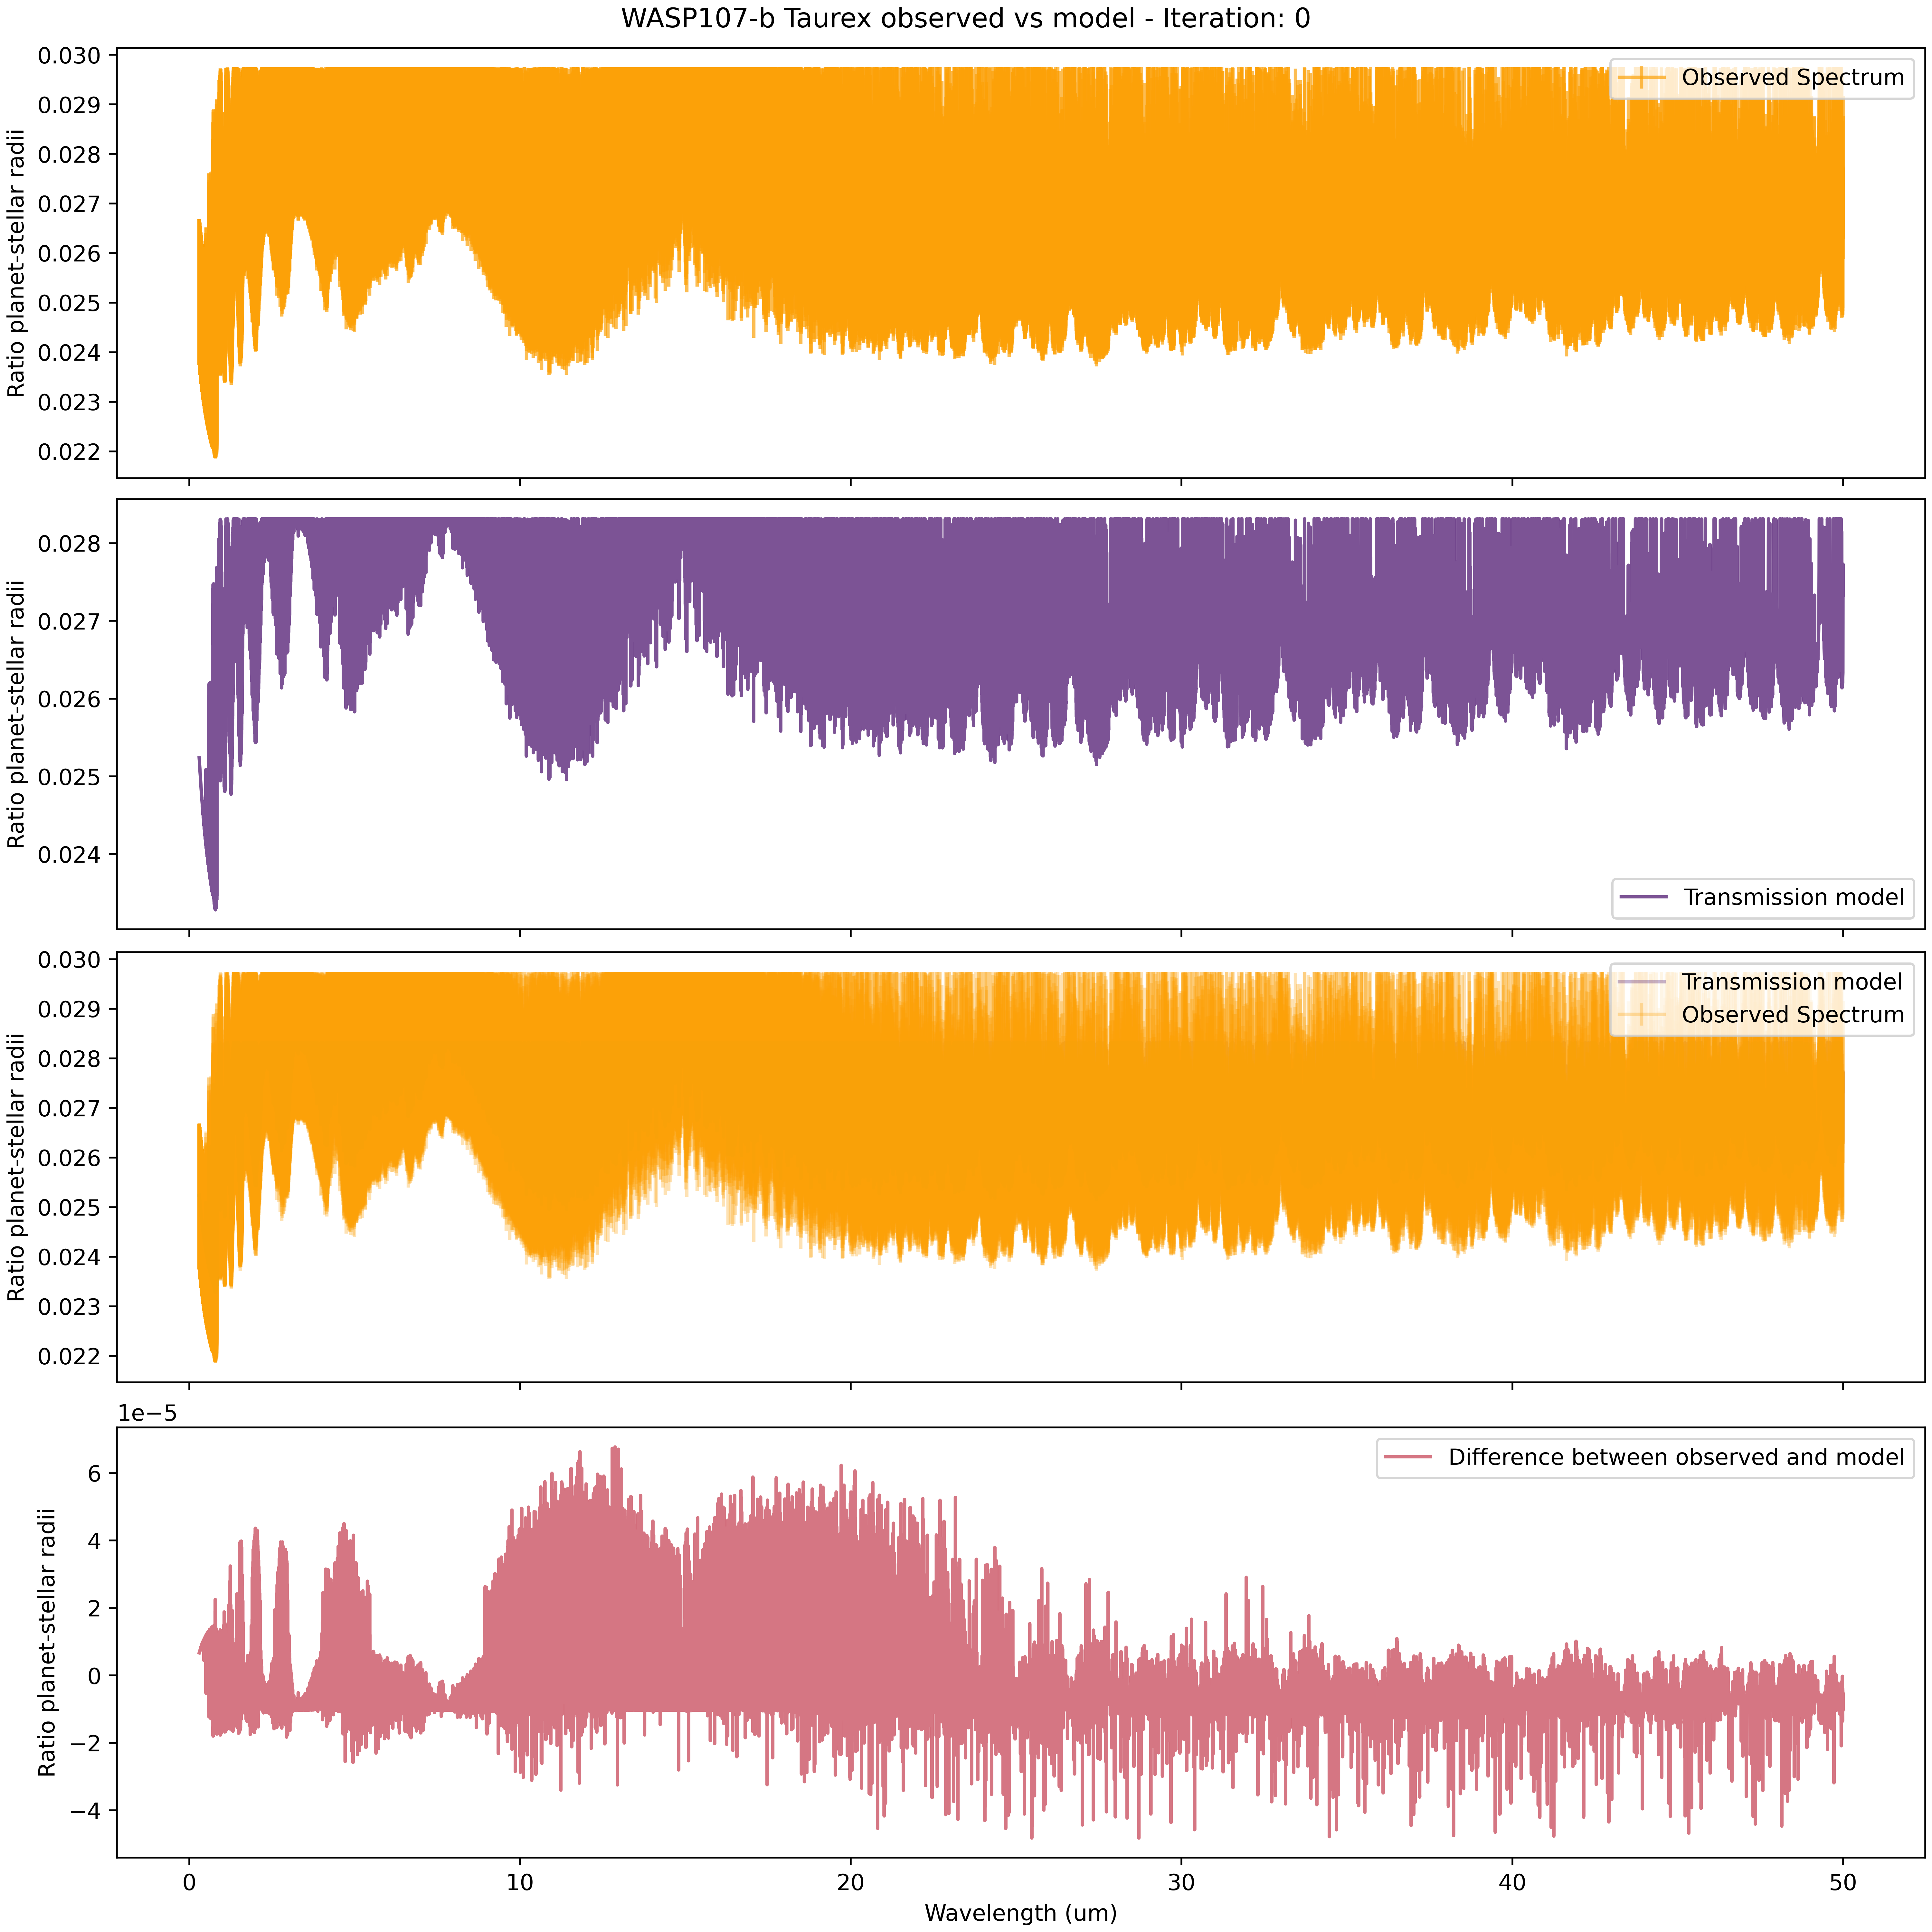 WASP107-b Taurex observed vs model - Iteration: 0
0.030
0.029
0.028
0.027
0.026
0.025
0.024
0.023
0.022
Ratio planet-stellar radii
Observed Spectrum
0.028
0.027
0.026
0.025
0.024
Ratio planet-stellar radii
Transmission model
0.030
0.029
0.028
0.027
0.026
0.025
0.024
0.023
0.022
Ratio planet-stellar radii
Transmission model
Observed Spectrum
1e−5
6
4
2
0
−2
−4
Ratio planet-stellar radii
Difference between observed and model
0 10 20 30 40 50
Wavelength (um)